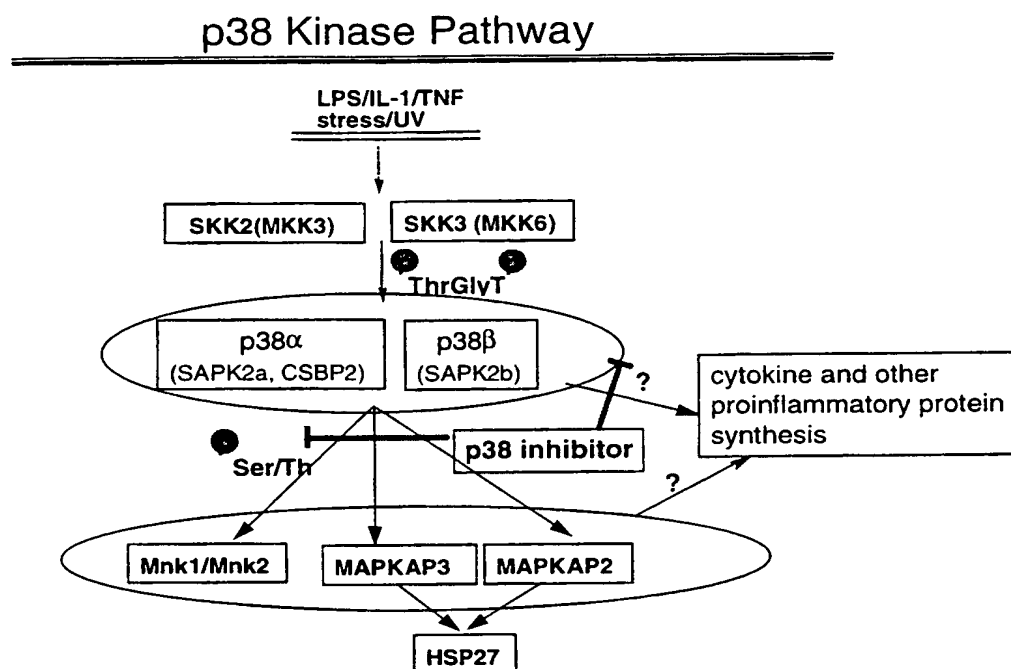 p38 Kinase Pathway
LPS/IL-1/TNF
stress/UV
SKK2(MKK3)
SKK3 (MKK6)
ThrGlyT
p38α
(SAPK2a, CSBP2)
p38β
(SAPK2b)
?
cytokine and other
proinflammatory protein
synthesis
p38 inhibitor
Ser/Th
?
Mnk1/Mnk2
MAPKAP3
MAPKAP2
HSP27